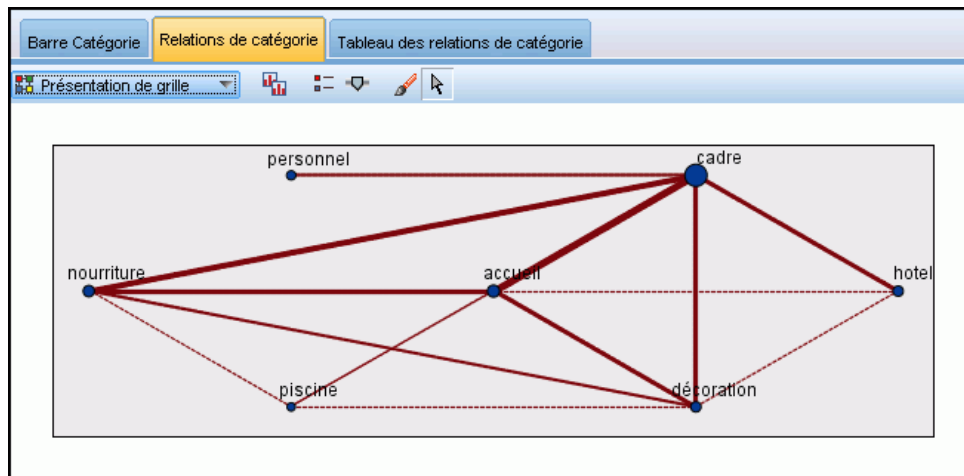 Barre Catégorie
Relations de catégorie
Tableau des relations de catégorie
Présentation de grille
personnel
cadre
nourriture
accueil
hotel
piscine
décoration